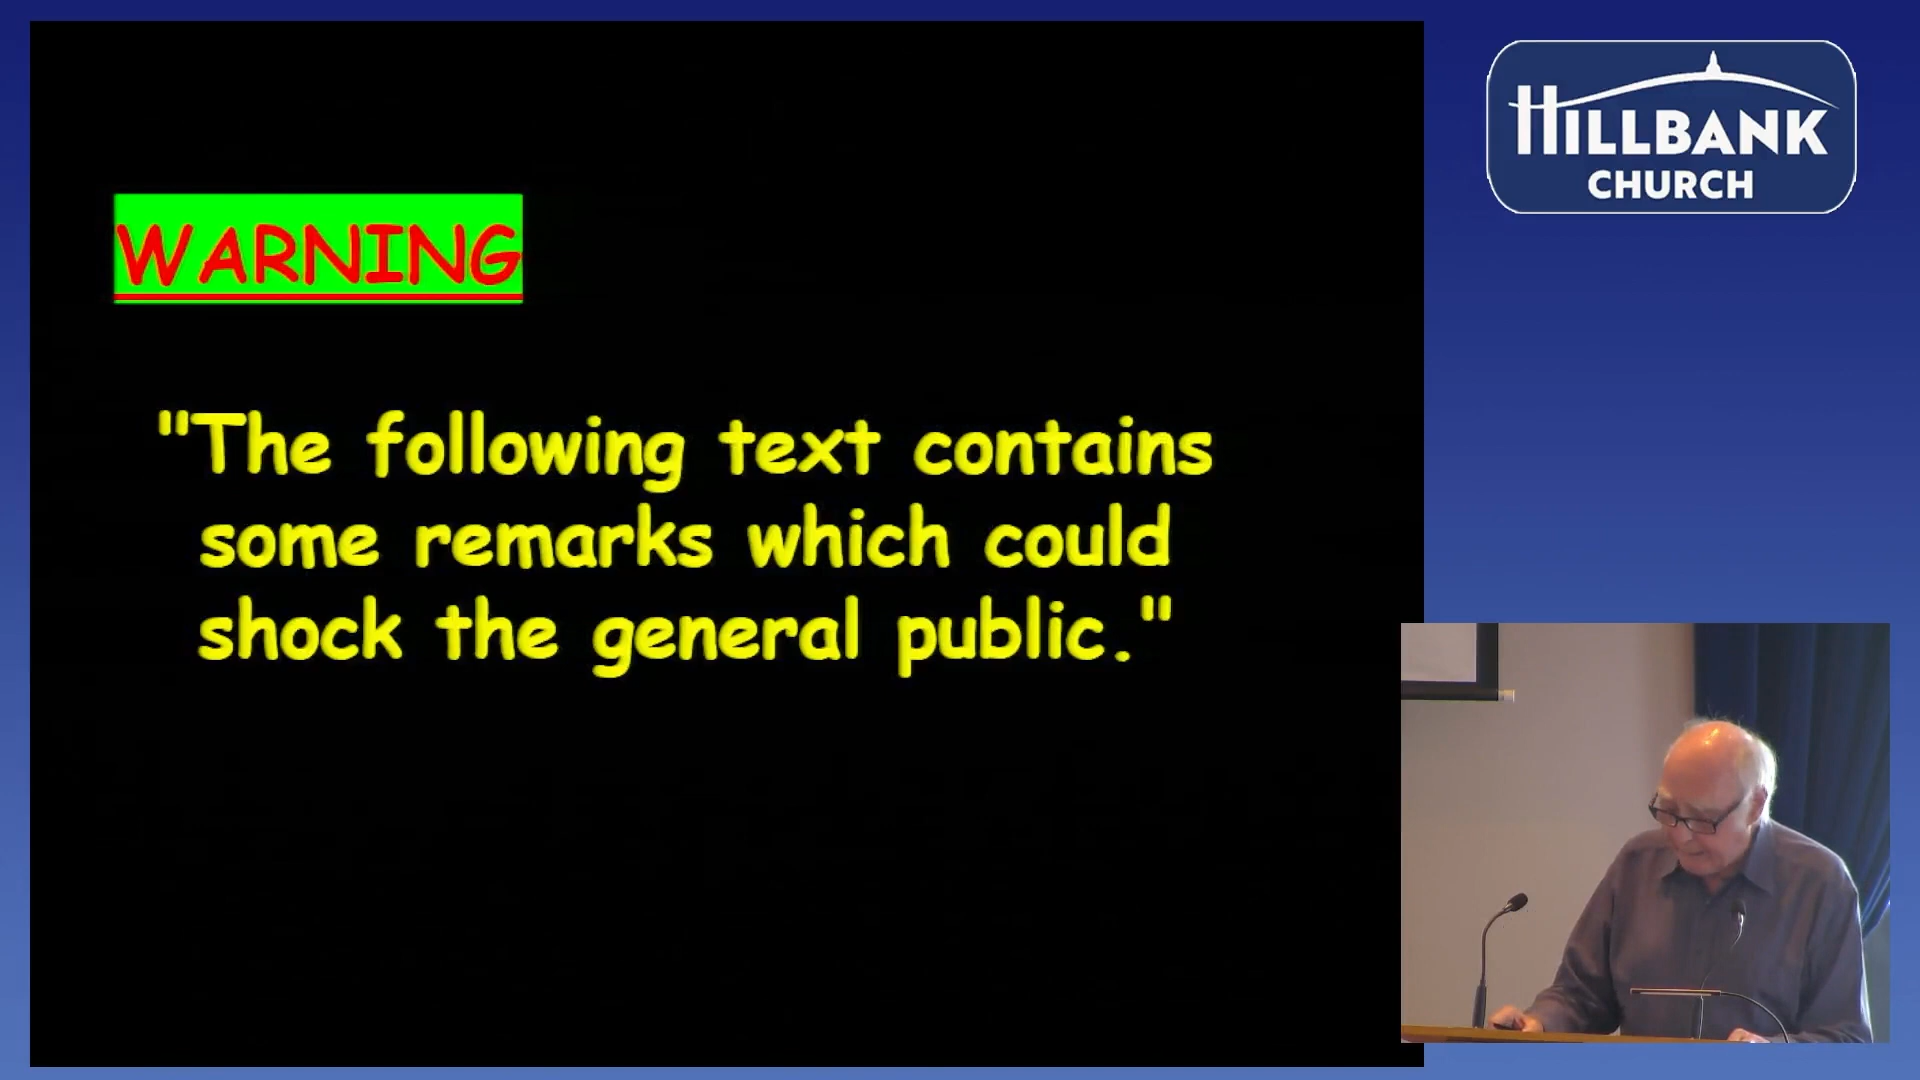 WARNING
"The following text contains
some remarks which could
shock the general public."
HILLBANK
CHURCH